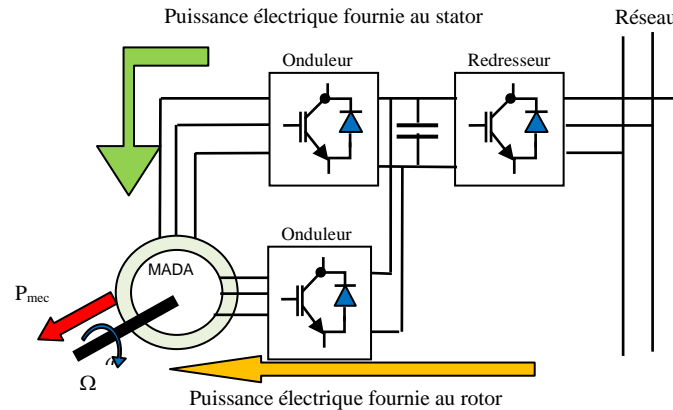 Puissance électrique fournie au stator
Réseau
Onduleur
Redresseur
Onduleur
MADA
Pmec
Ω
Puissance électrique fournie au rotor